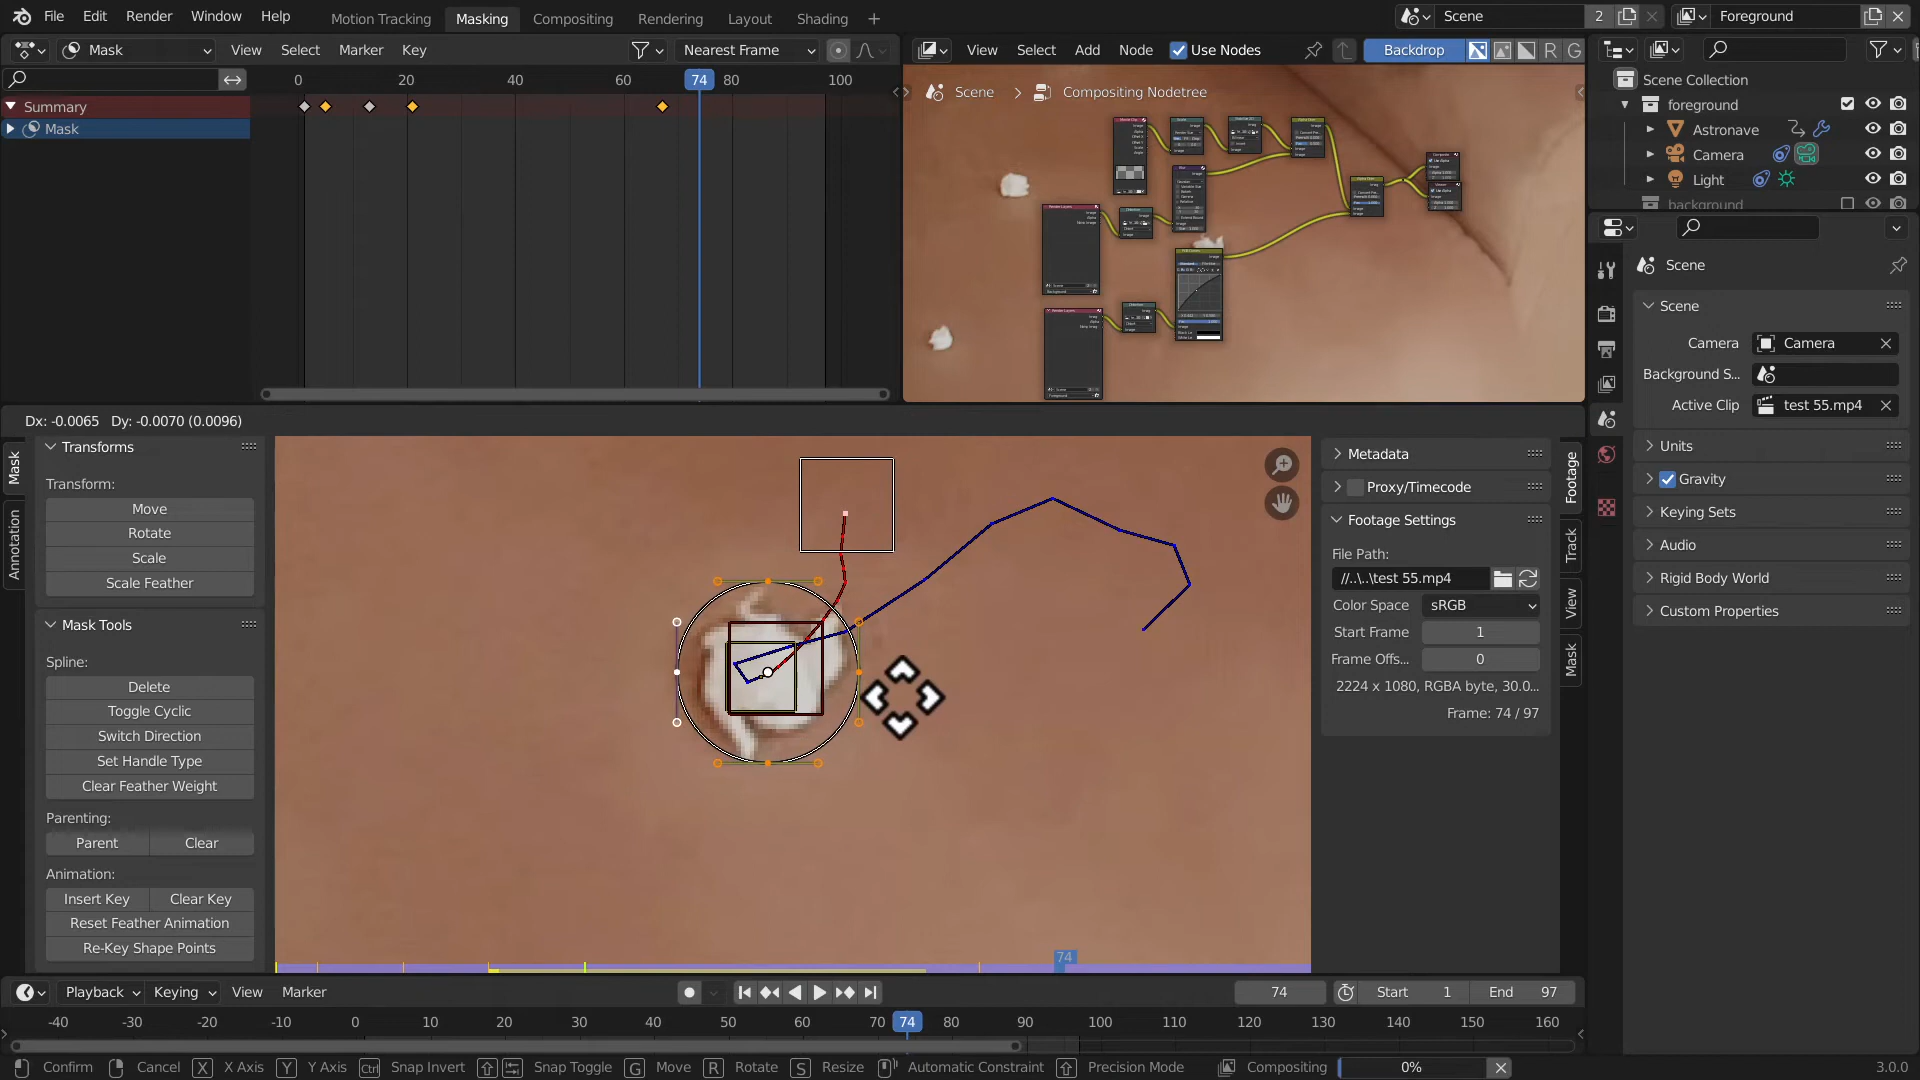 File Edit Render Window Help Motion Tracking Masking Compositing Rendering Layout Shading + Scene 2 Foreground
Mask View Select Marker Key Nearest Frame View Select Add Node Use Nodes Backdrop R G
0 20 40 60 74 80 100
Summary
Mask
Scene > Compositing Nodetree
Scene Collection
foreground
Astronave
Camera
Light
background
Scene
Scene
Camera Camera
Background S...
Active Clip test 55.mp4
Units
Gravity
Keying Sets
Audio
Rigid Body World
Custom Properties
Dx: -0.0065 Dy: -0.0070 (0.0096)
Mask
Annotation
Transforms
Transform:
Move
Rotate
Scale
Scale Feather
Mask Tools
Spline:
Delete
Toggle Cyclic
Switch Direction
Set Handle Type
Clear Feather Weight
Parenting:
Parent Clear
Animation:
Insert Key Clear Key
Reset Feather Animation
Re-Key Shape Points
74
Metadata
Proxy/Timecode
Footage Settings
File Path:
//..\..\test 55.mp4
Color Space sRGB
Start Frame 1
Frame Offs... 0
2224 x 1080, RGBA byte, 30.0...
Frame: 74 / 97
Footage
Track
View
Mask
Playback Keying View Marker 74 Start 1 End 97
-40 -30 -20 -10 0 10 20 30 40 50 60 70 74 80 90 100 110 120 130 140 150 160
Confirm Cancel X X Axis Y Y Axis Ctrl Snap Invert Snap Toggle G Move R Rotate S Resize Automatic Constraint Precision Mode Compositing 0% 3.0.0